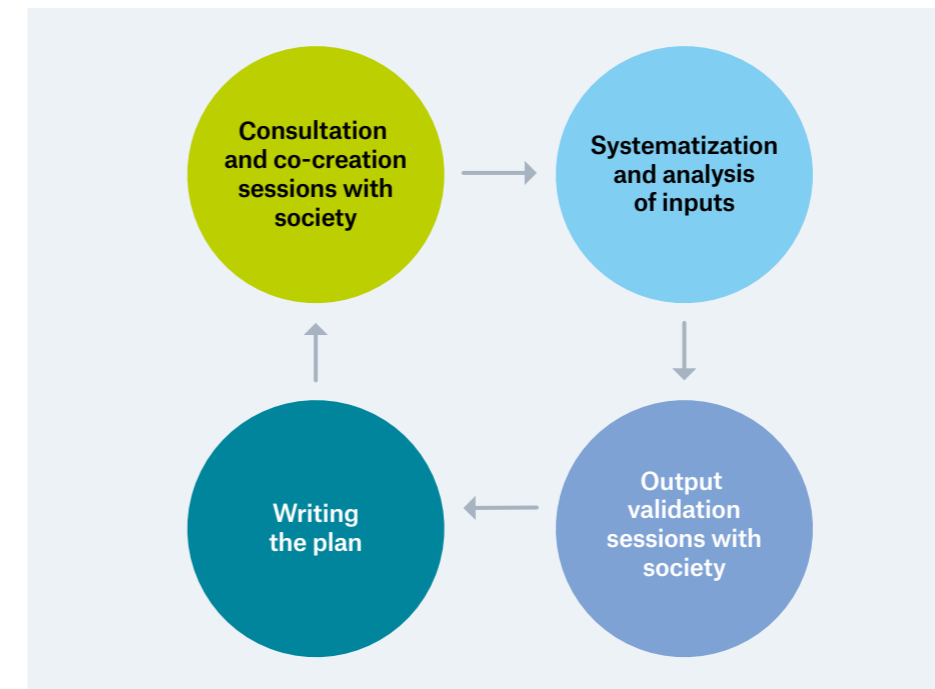 Consultation
and co-creation
sessions with
society
Systematization
and analysis
of inputs
Output
validation
sessions with
society
Writing
the plan